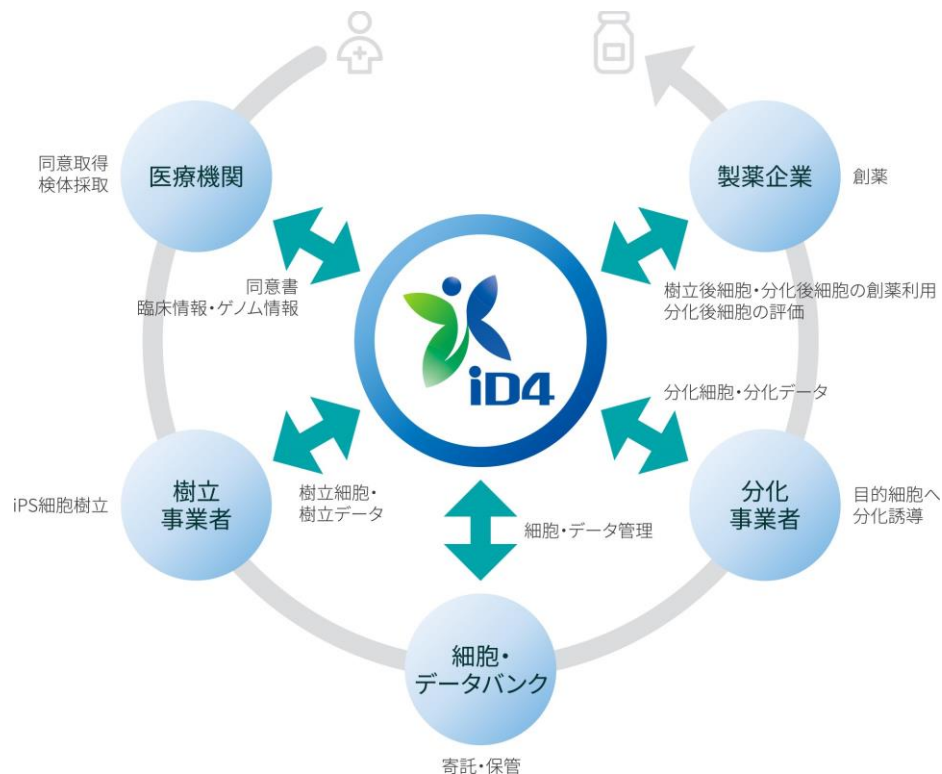 同意取得
検体採取
医療機関
製薬企業
創薬
同意書
臨床情報・ゲノム情報
樹立後細胞・分化後細胞の創薬利用
分化後細胞の評価
iD4
分化細胞・分化データ
iPS細胞樹立
樹立
事業者
樹立細胞・
樹立データ
細胞・データ管理
分化
事業者
目的細胞へ
分化誘導
細胞・
データバンク
寄託・保管